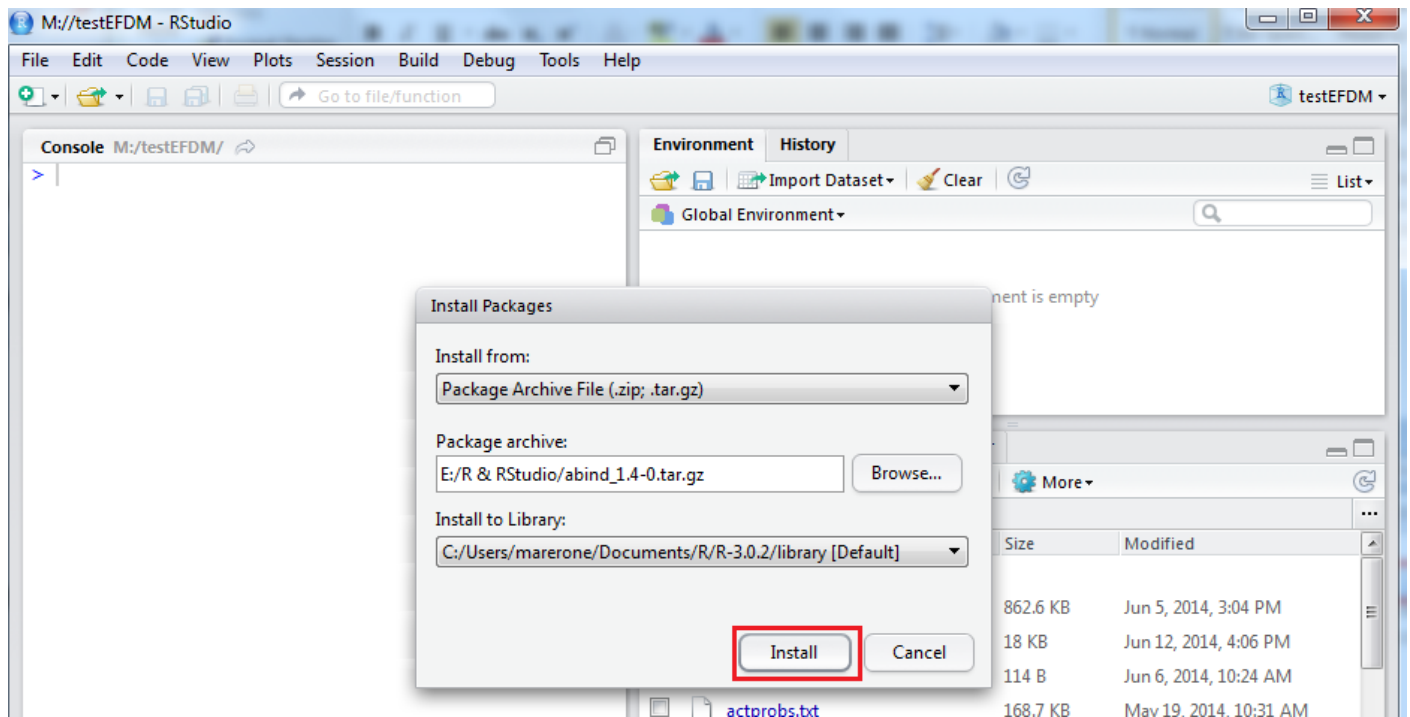 M://testEFDM - RStudio
File Edit Code View Plots Session Build Debug Tools Help
Go to file/function
testEFDM
Console M:/testEFDM/
>
Environment History
Import Dataset Clear
List
Global Environment
ment is empty
Install Packages
Install from:
Package Archive File (.zip; .tar.gz)
Package archive:
E:/R & RStudio/abind_1.4-0.tar.gz
Browse...
Install to Library:
C:/Users/marerone/Documents/R/R-3.0.2/library [Default]
Install
Cancel
More
...
Size Modified
862.6 KB Jun 5, 2014, 3:04 PM
18 KB Jun 12, 2014, 4:06 PM
114 B Jun 6, 2014, 10:24 AM
actprobs.txt 168.7 KB May 19, 2014, 10:31 AM